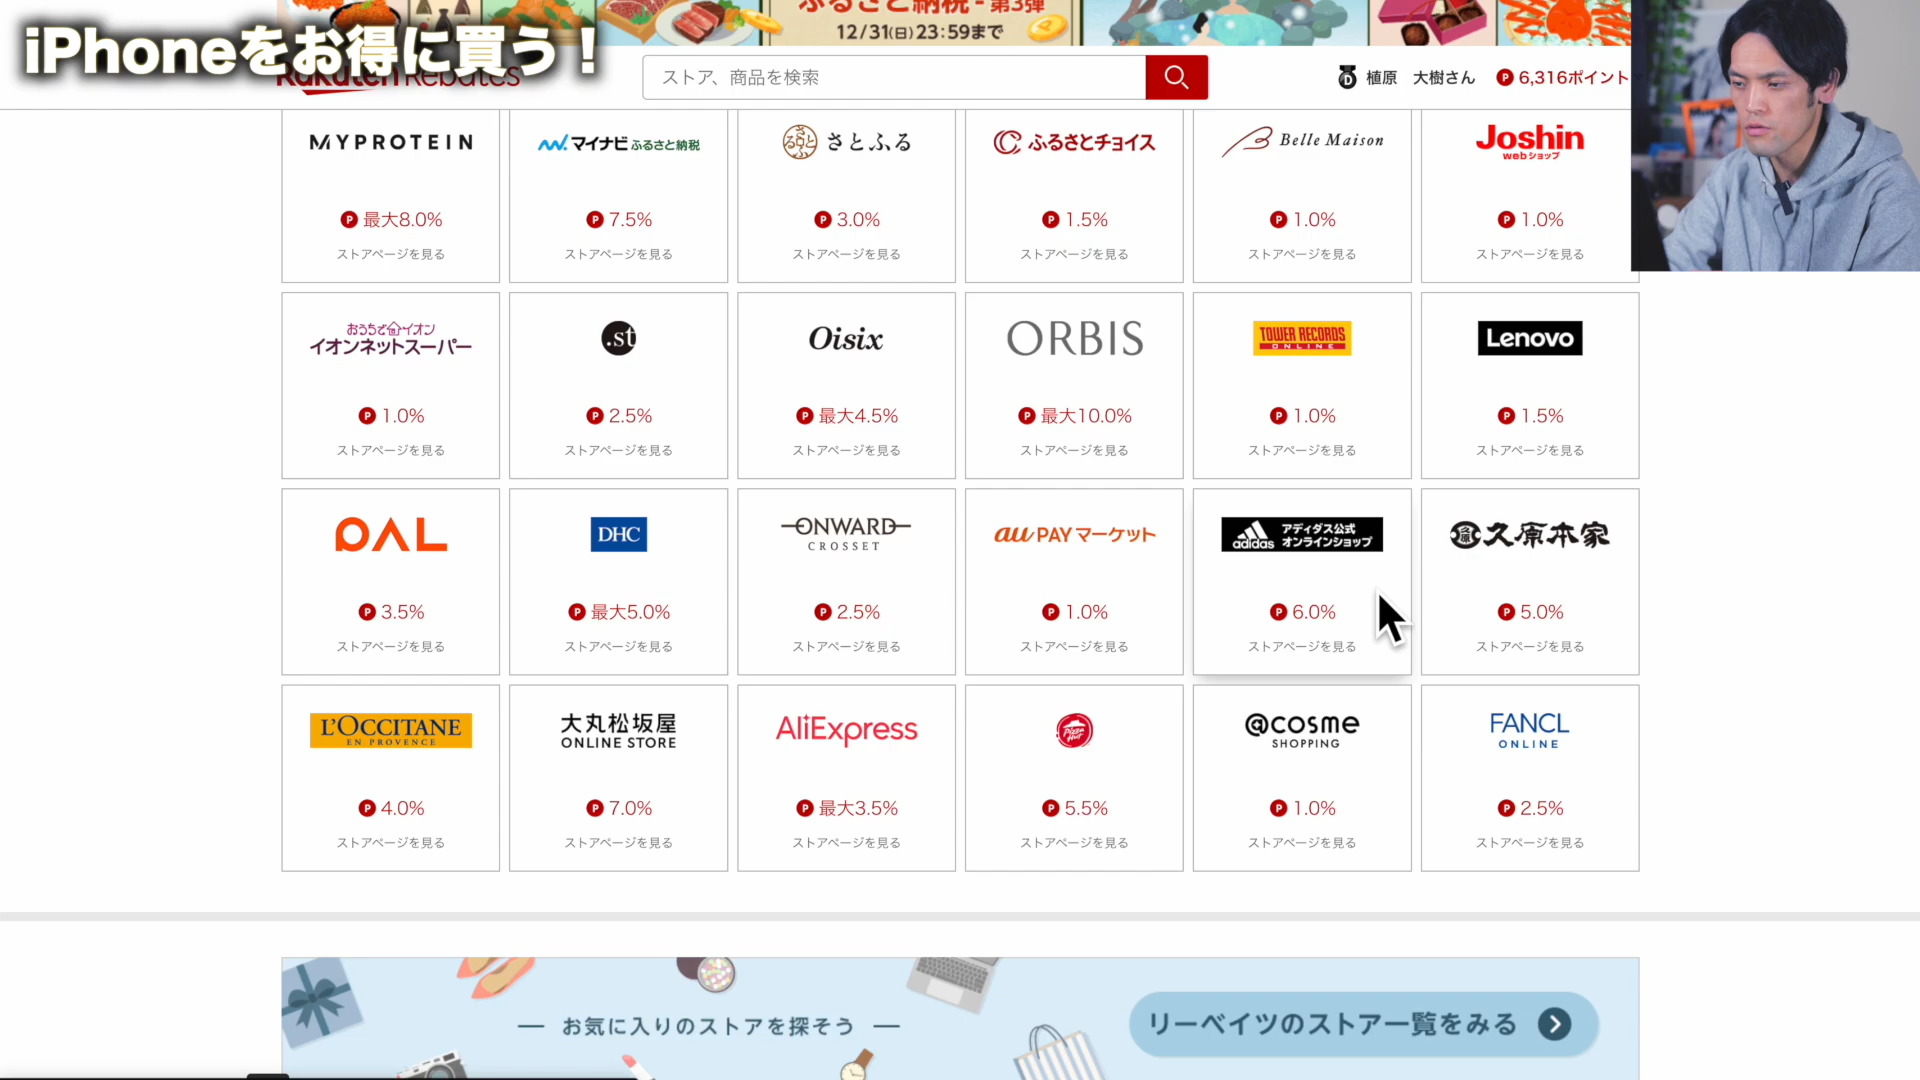 ふるさと納税-第3弾
12/31(日)23:59まで
iPhoneをお得に買う！
Rakuten Rebates
ストア、商品を検索
植原 大樹さん
6,316ポイント
MYPROTEIN
マイナビふるさと納税
さとふる
ふるさとチョイス
Belle Maison
Joshin
webショップ
最大8.0%
7.5%
3.0%
1.5%
1.0%
1.0%
ストアページを見る
ストアページを見る
ストアページを見る
ストアページを見る
ストアページを見る
ストアページを見る
おうちでイオン
イオンネットスーパー
.st
Oisix
ORBIS
TOWER RECORDS
ONLINE
Lenovo
1.0%
2.5%
最大4.5%
最大10.0%
1.0%
1.5%
ストアページを見る
ストアページを見る
ストアページを見る
ストアページを見る
ストアページを見る
ストアページを見る
PAL
DHC
ONWARD
CROSSET
au PAY マーケット
adidas
アディダス公式
オンラインショップ
久原本家
3.5%
最大5.0%
2.5%
1.0%
6.0%
5.0%
ストアページを見る
ストアページを見る
ストアページを見る
ストアページを見る
ストアページを見る
ストアページを見る
L'OCCITANE
EN PROVENCE
大丸松坂屋
ONLINE STORE
AliExpress
Pizza Hut
@cosme
SHOPPING
FANCL
ONLINE
4.0%
7.0%
最大3.5%
5.5%
1.0%
2.5%
ストアページを見る
ストアページを見る
ストアページを見る
ストアページを見る
ストアページを見る
ストアページを見る
お気に入りのストアを探そう
リーベイツのストア一覧をみる